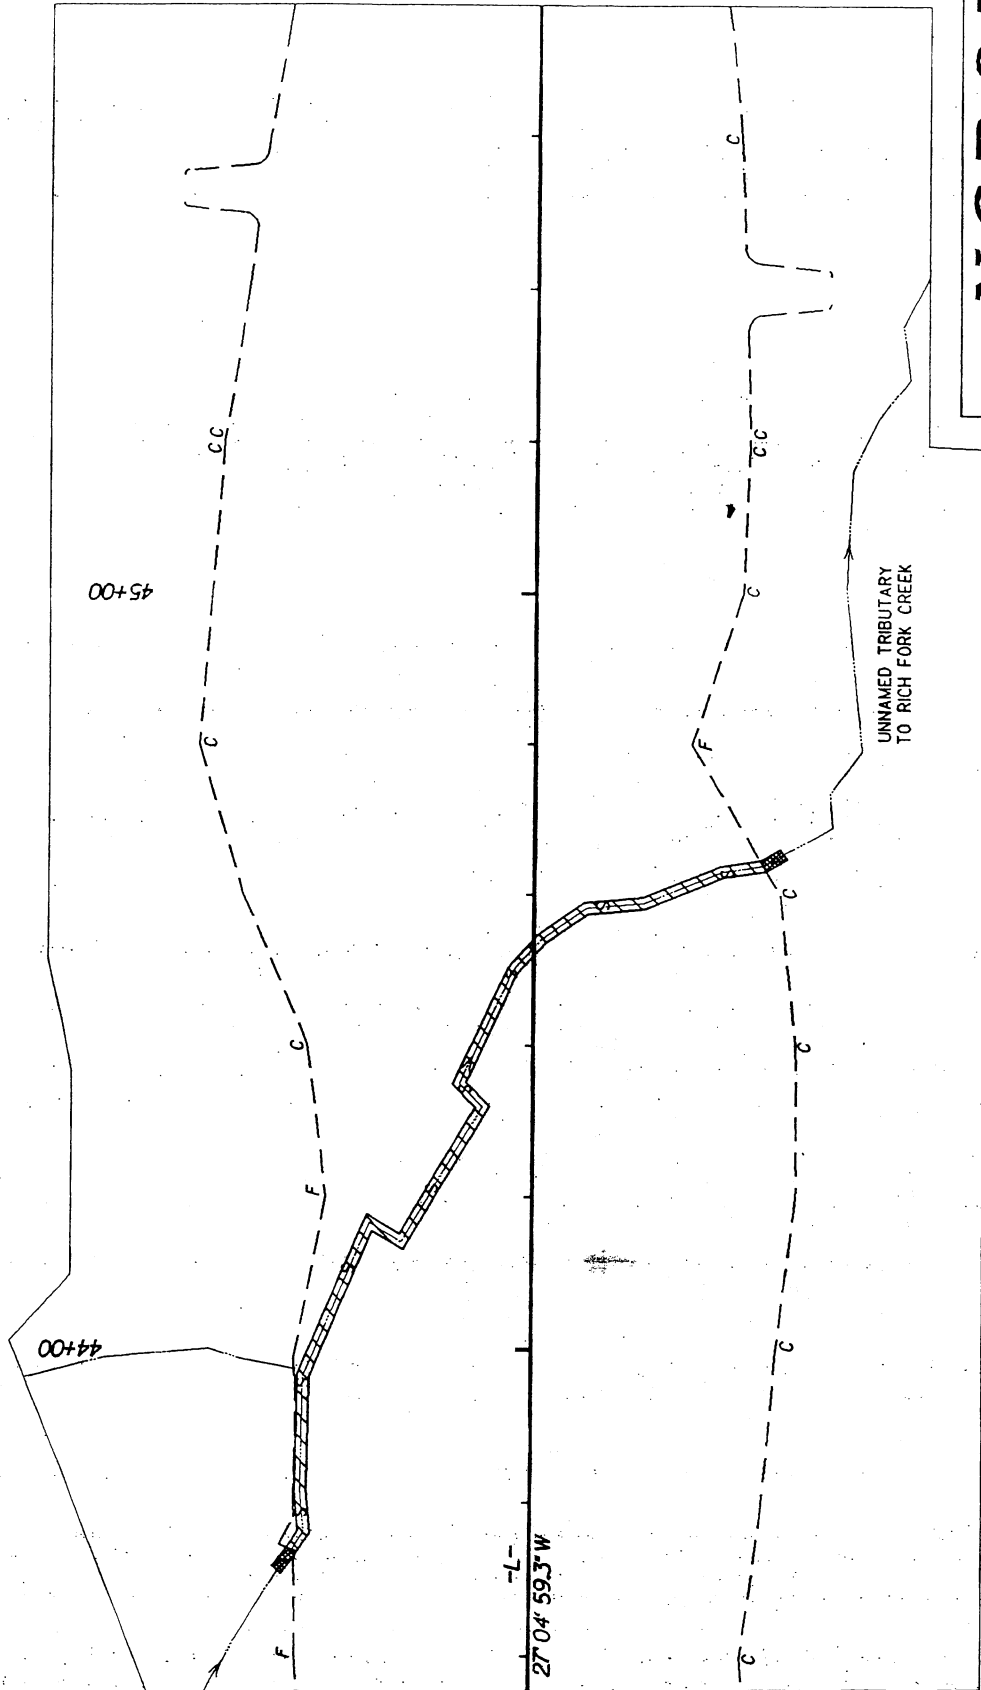 C
CC
C
CC
45+00
C
C
F
UNNAMED TRIBUTARY
TO RICH FORK CREEK
C
C
C
F
44+00
C
-L-
27°04' 59.3" W
F
C